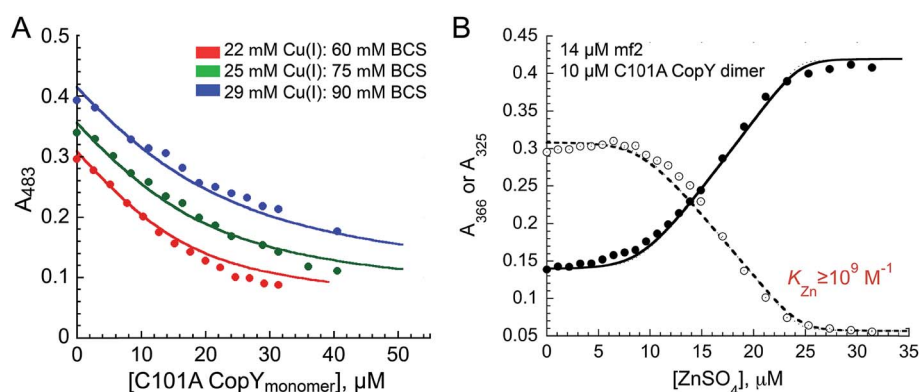 A
22 mM Cu(I): 60 mM BCS
25 mM Cu(I): 75 mM BCS
29 mM Cu(I): 90 mM BCS
0.5
0.4
0.3
0.2
0.1
0
A483
0 10 20 30 40 50
[C101A CopYmonomer], μM
B
14 μM mf2
10 μM C101A CopY dimer
0.45
0.4
0.35
0.3
0.25
0.2
0.15
0.1
0.05
A366 or A325
KZn≥10⁹ M⁻¹
0 5 10 15 20 25 30 35
[ZnSO₄], μM